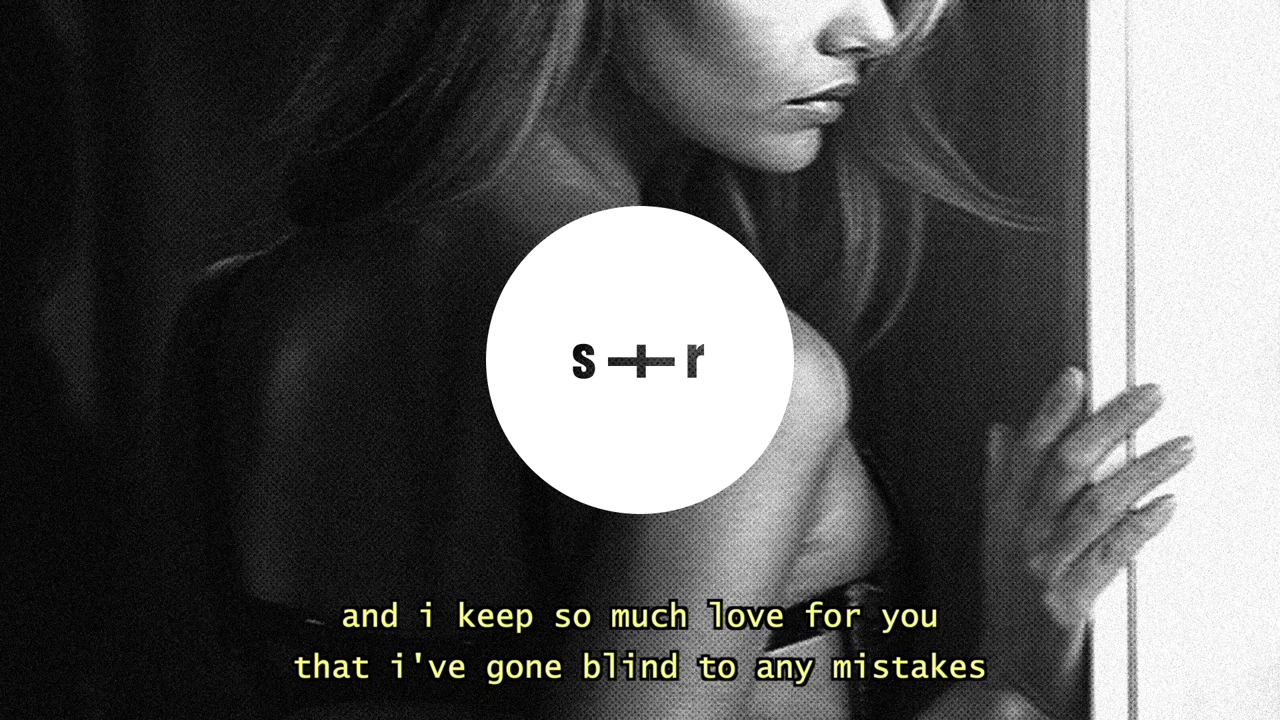 s+r
and i keep so much love for you
that i've gone blind to any mistakes